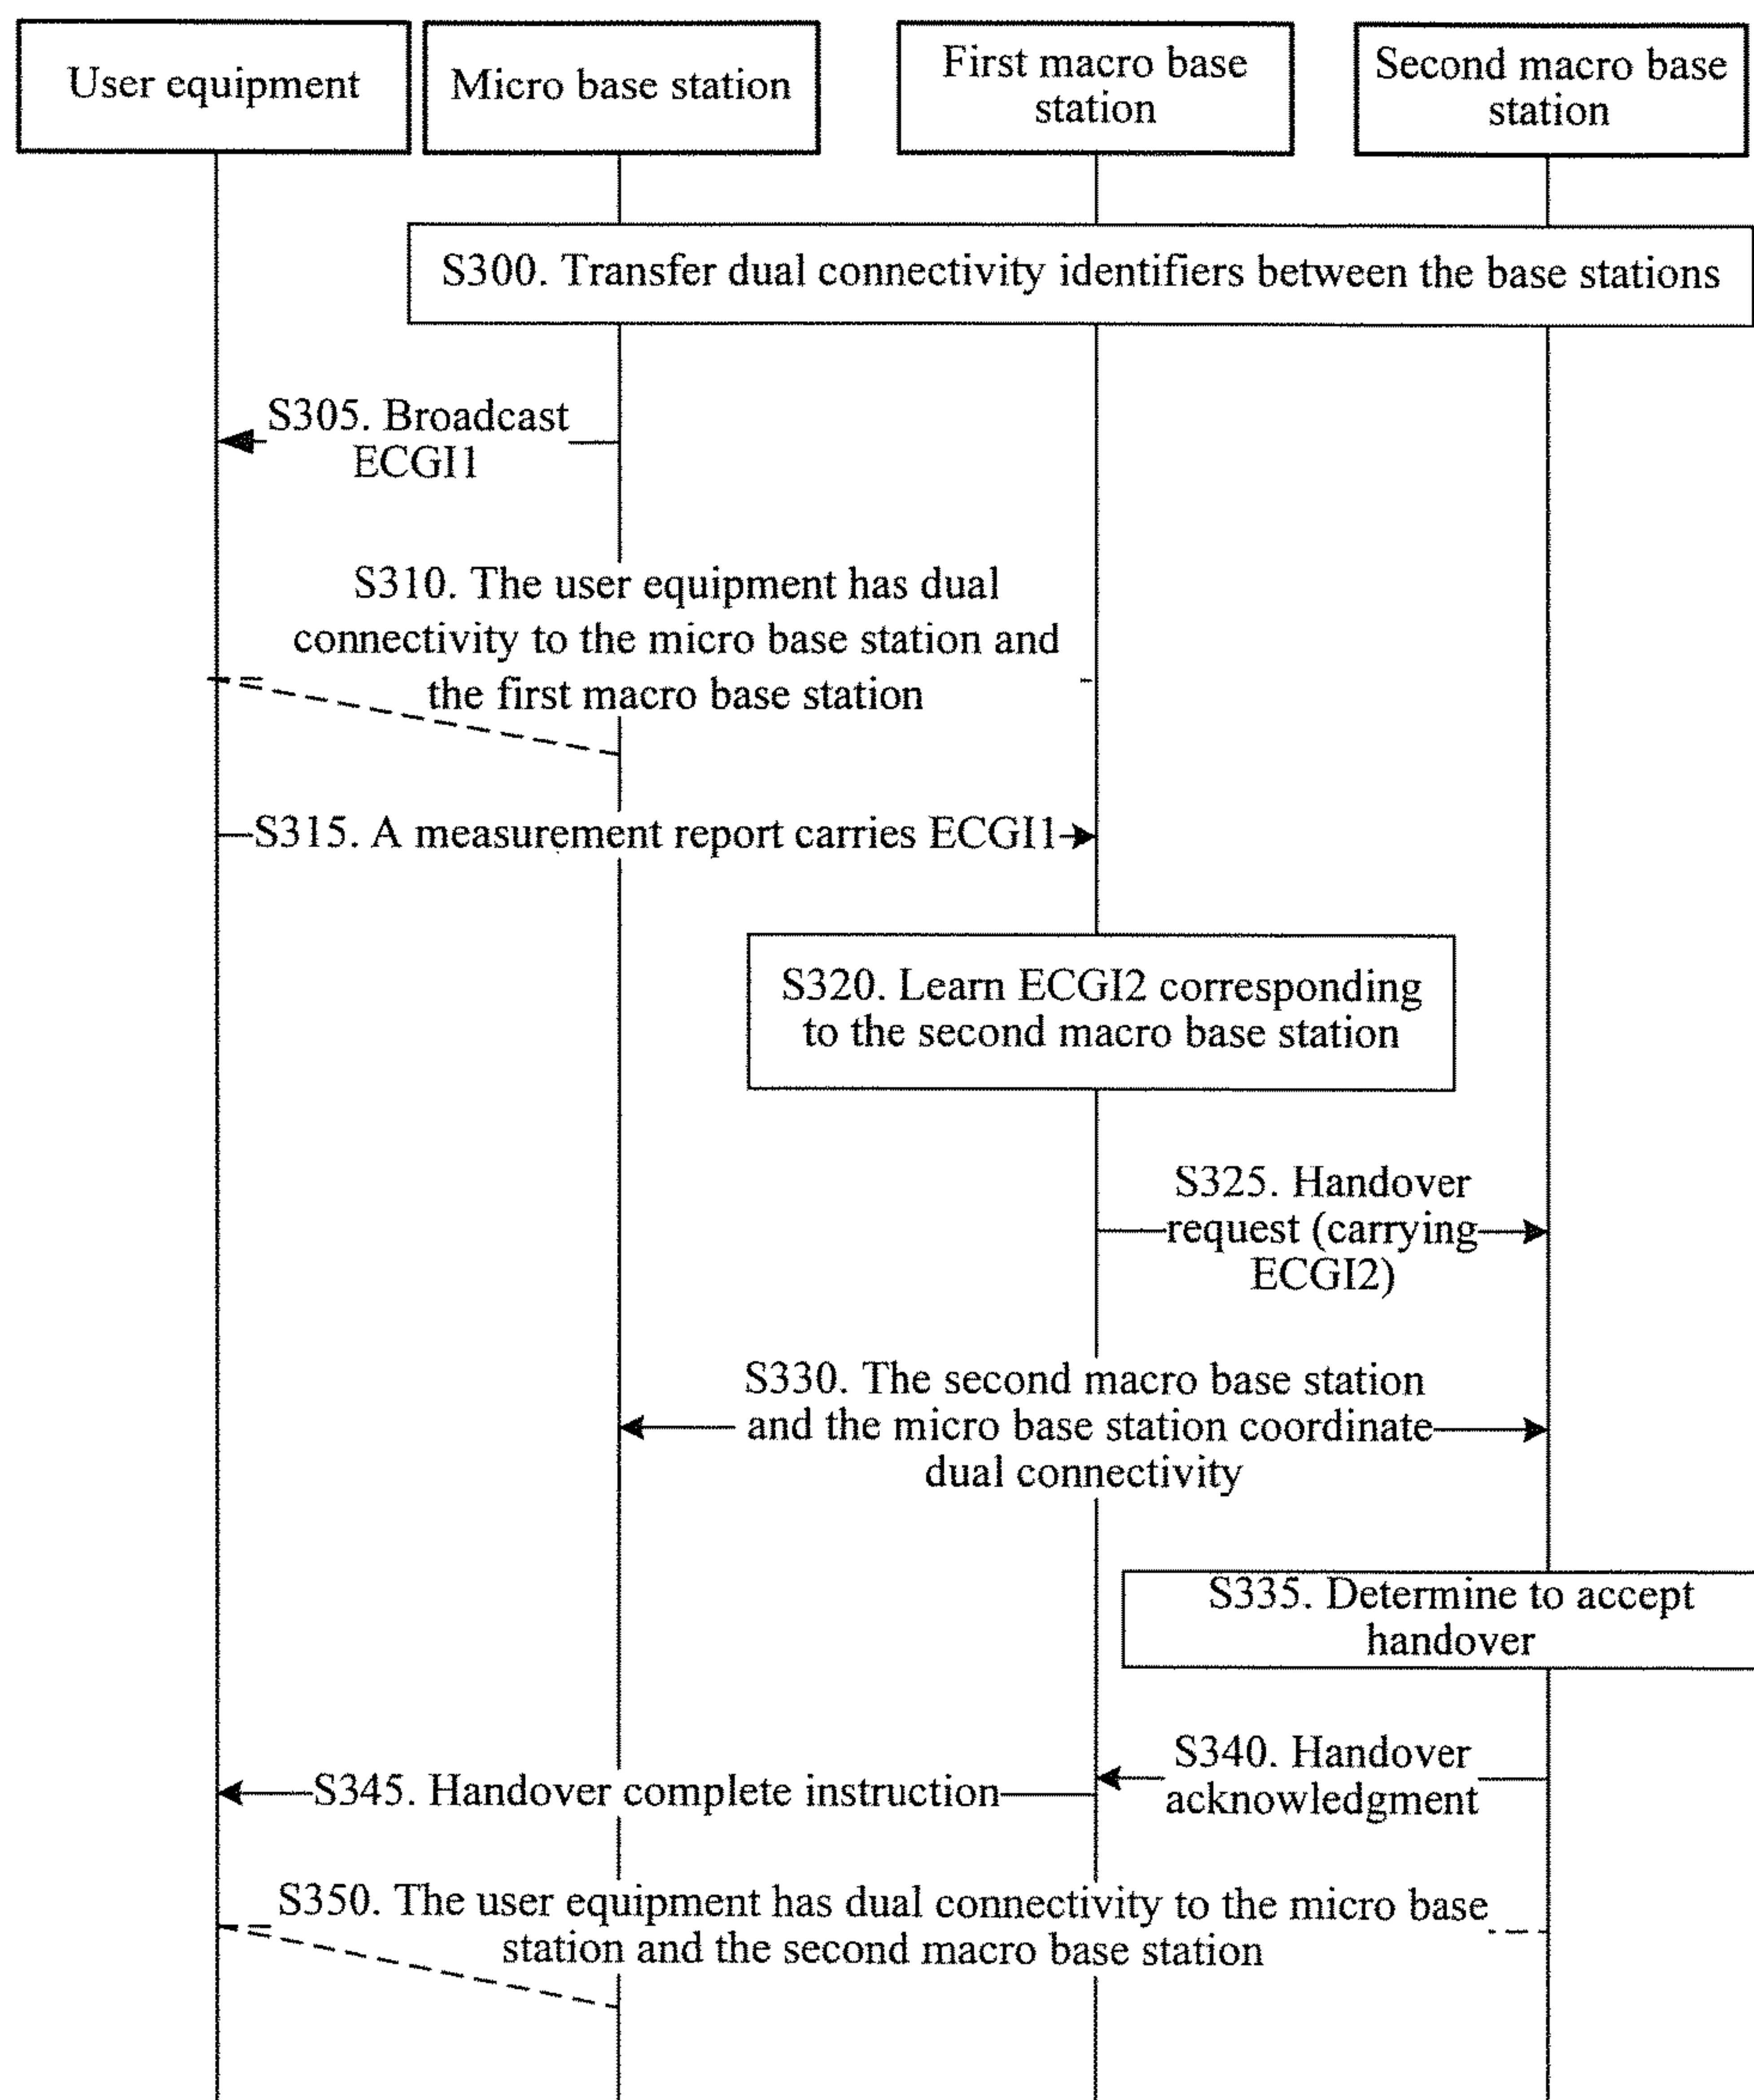 User equipment
Micro base station
First macro base
station
Second macro base
station
S300. Transfer dual connectivity identifiers between the base stations
S305. Broadcast
ECGI1
S310. The user equipment has dual
connectivity to the micro base station and
the first macro base station
S315. A measurement report carries ECGI1
S320. Learn ECGI2 corresponding
to the second macro base station
S325. Handover
request (carrying
ECGI2)
S330. The second macro base station
and the micro base station coordinate
dual connectivity
S335. Determine to accept
handover
S340. Handover
acknowledgment
S345. Handover complete instruction
S350. The user equipment has dual connectivity to the micro base
station and the second macro base station